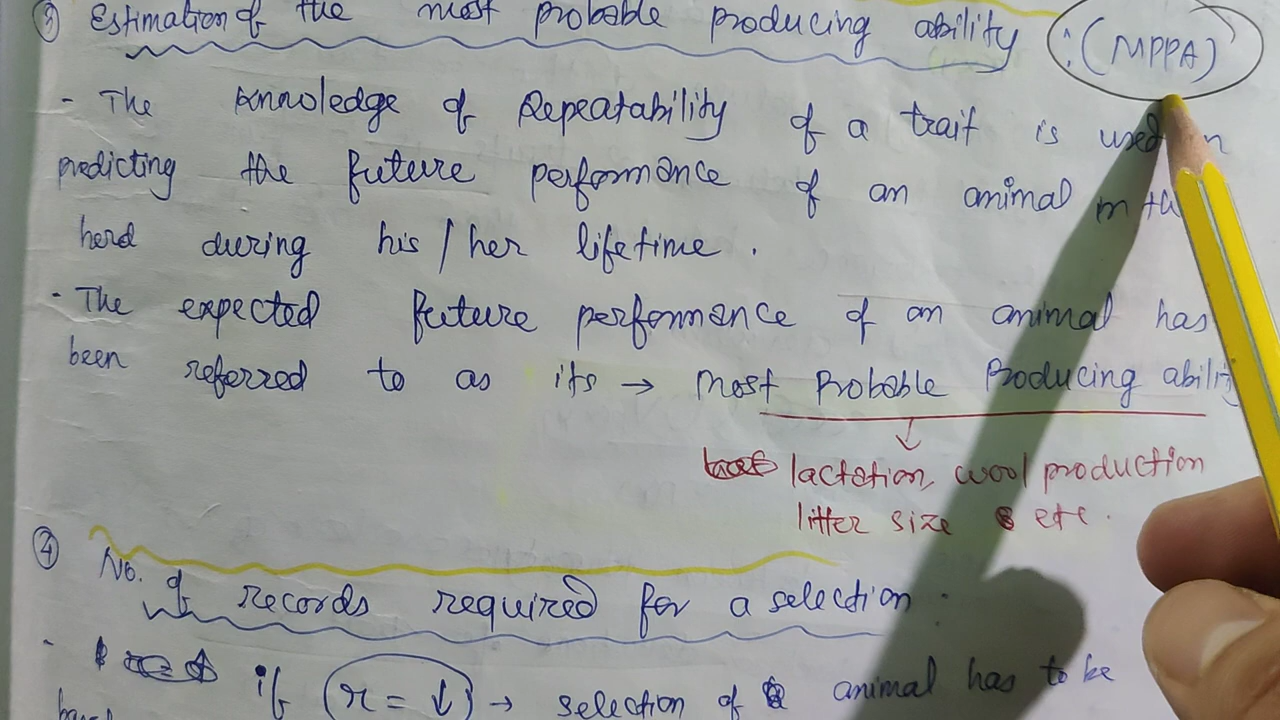 ③ Estimation of the most probable producing ability : (MPPA)
- The knowledge of Repeatability of a trait is used in
predicting the future performance of an animal in the
herd during his / her lifetime .
- The expected future performance of an animal has
been referred to as its → Most Probable Producing ability
↓
lactation, wool production
litter size etc .
④ No. of records required for a selection .
- if (r = ↓) → selection of animal has to be